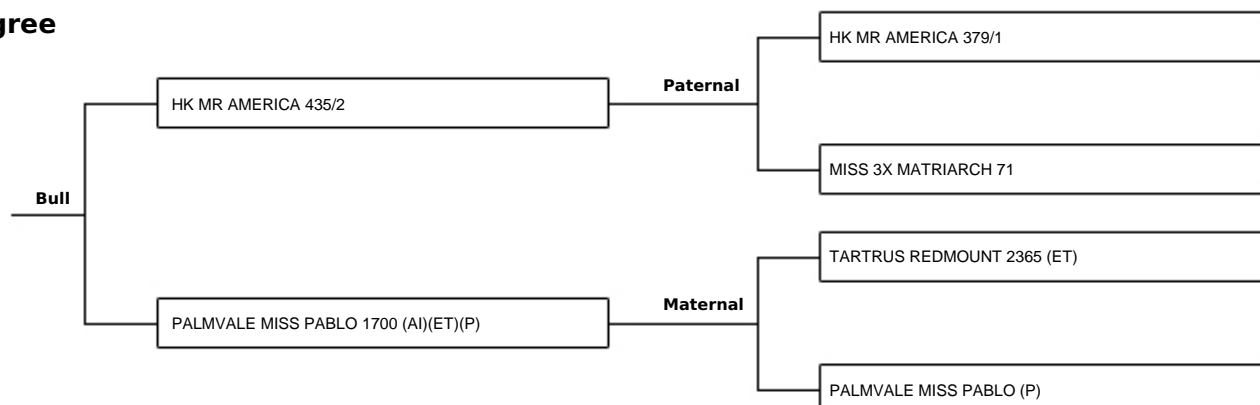 gree
HK MR AMERICA 379/1
Paternal
HK MR AMERICA 435/2
MISS 3X MATRIARCH 71
Bull
TARTRUS REDMOUNT 2365 (ET)
Maternal
PALMVALE MISS PABLO 1700 (AI)(ET)(P)
PALMVALE MISS PABLO (P)